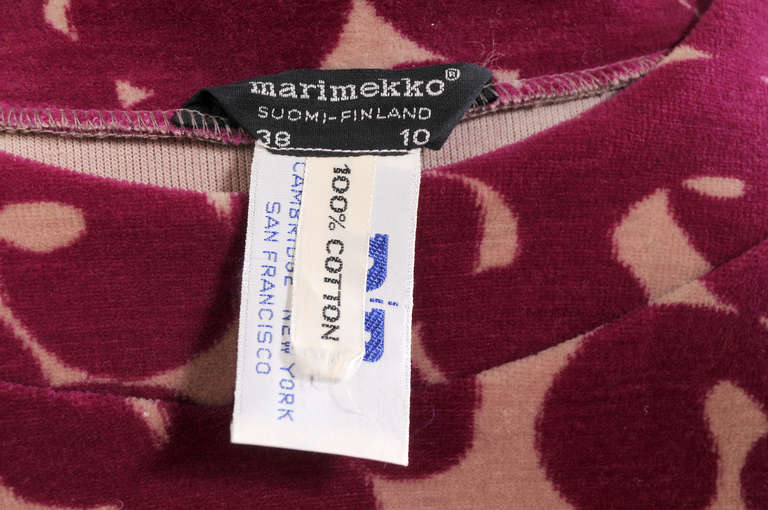 marimekko®
SUOMI-FINLAND
38 10
100% COTTON
CAMBRIDGE NEW YORK
SAN FRANCISCO